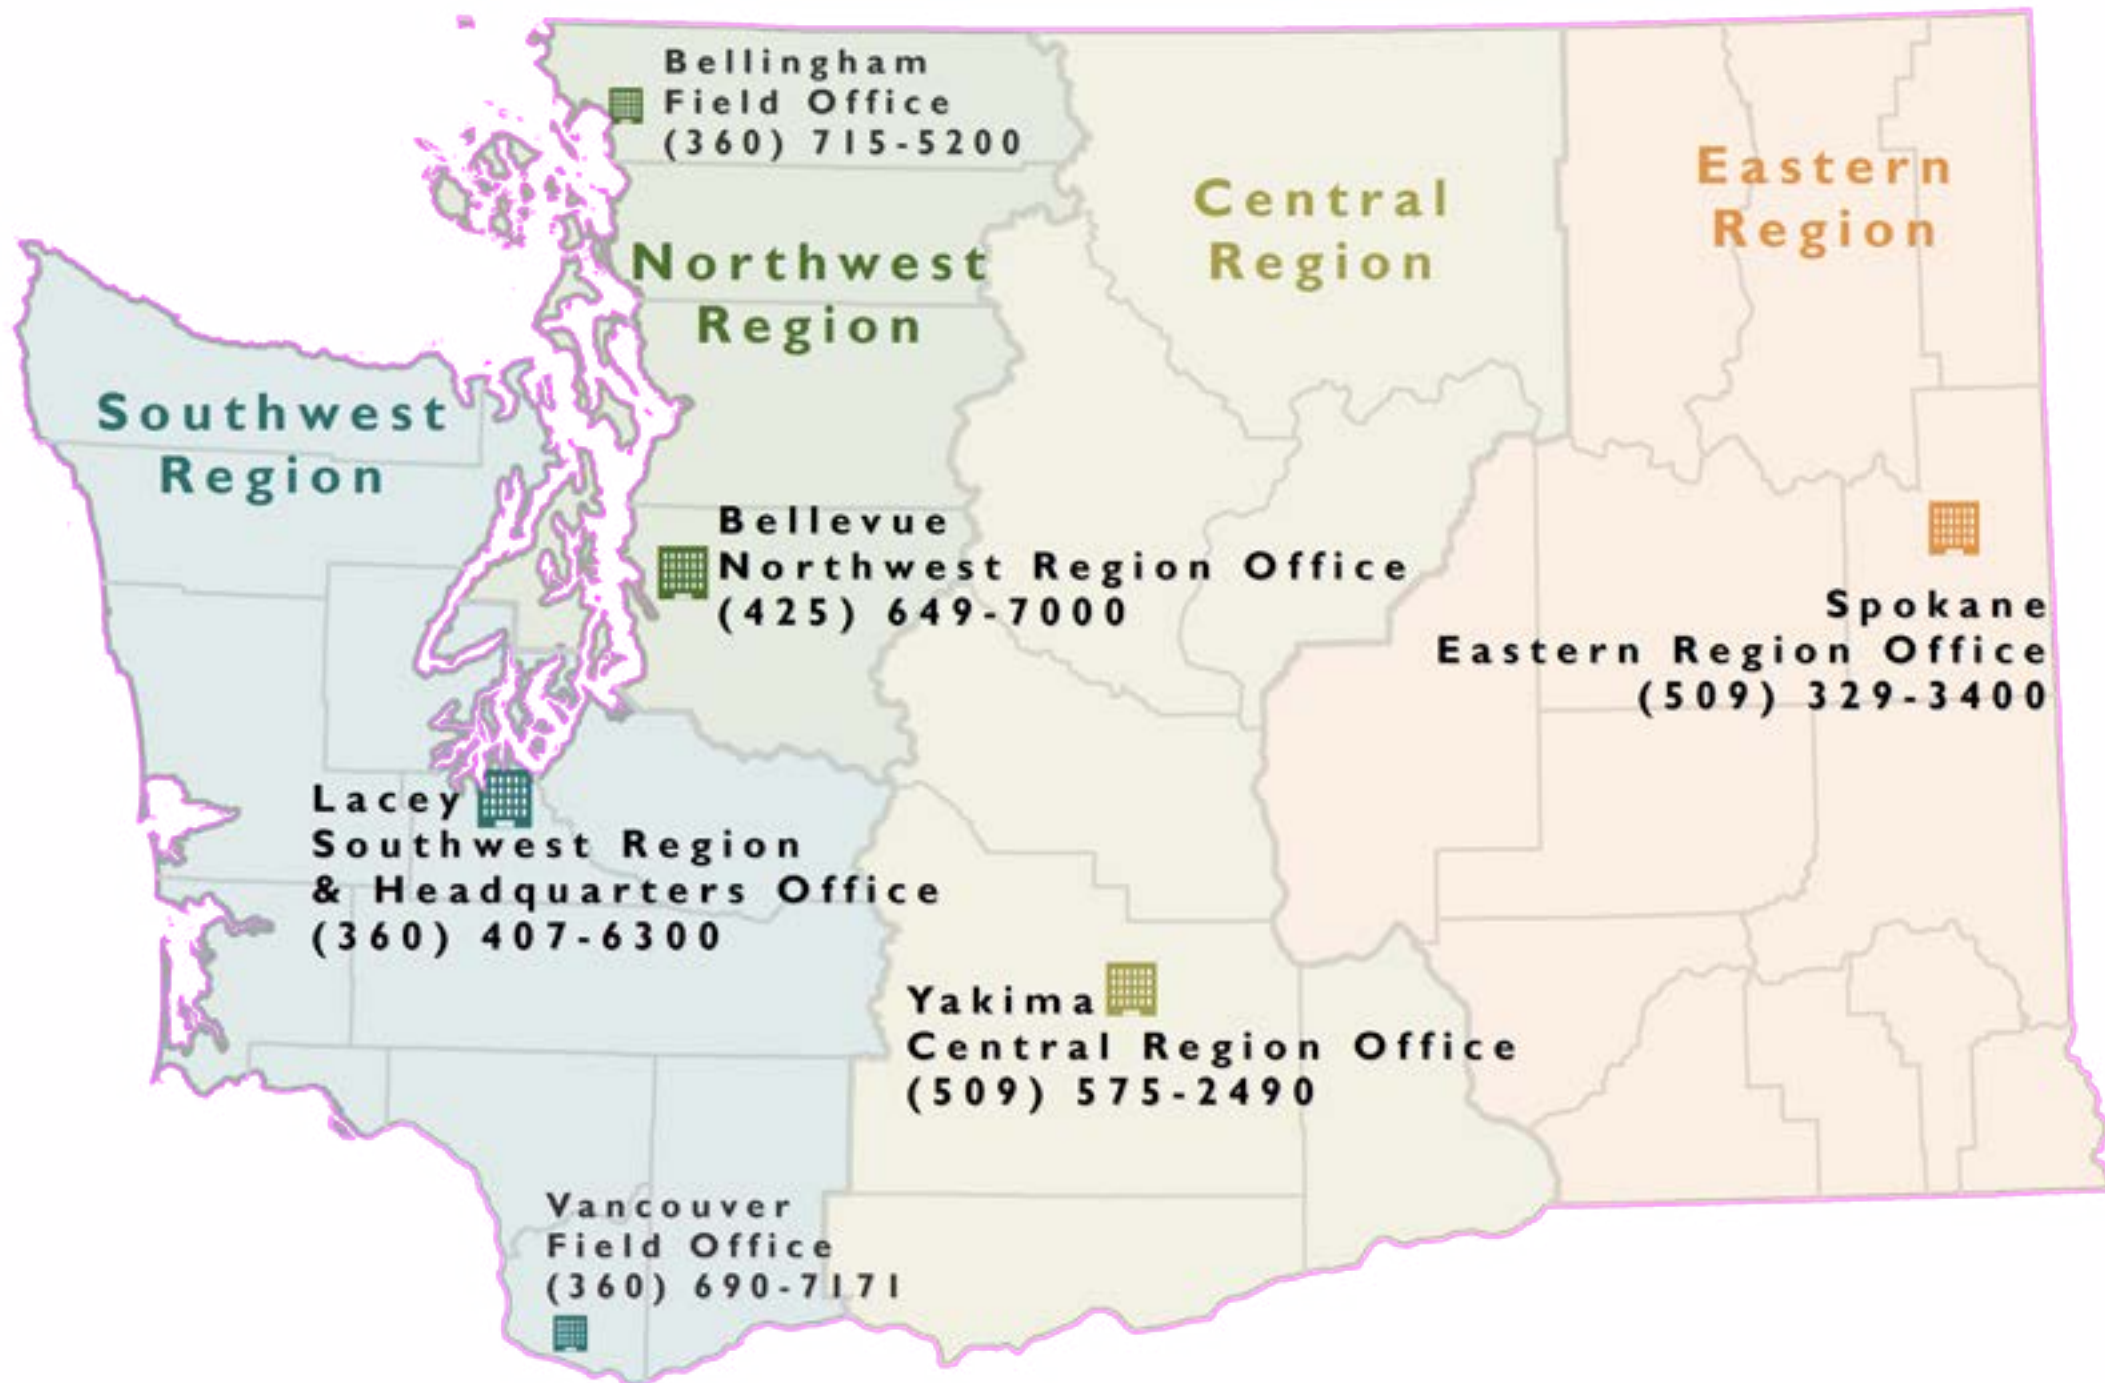 Bellingham
Field Office
(360) 715-5200
Northwest
Region
Central
Region
Eastern
Region
Southwest
Region
Bellevue
Northwest Region Office
(425) 649-7000
Spokane
Eastern Region Office
(509) 329-3400
Lacey
Southwest Region
& Headquarters Office
(360) 407-6300
Yakima
Central Region Office
(509) 575-2490
Vancouver
Field Office
(360) 690-7171